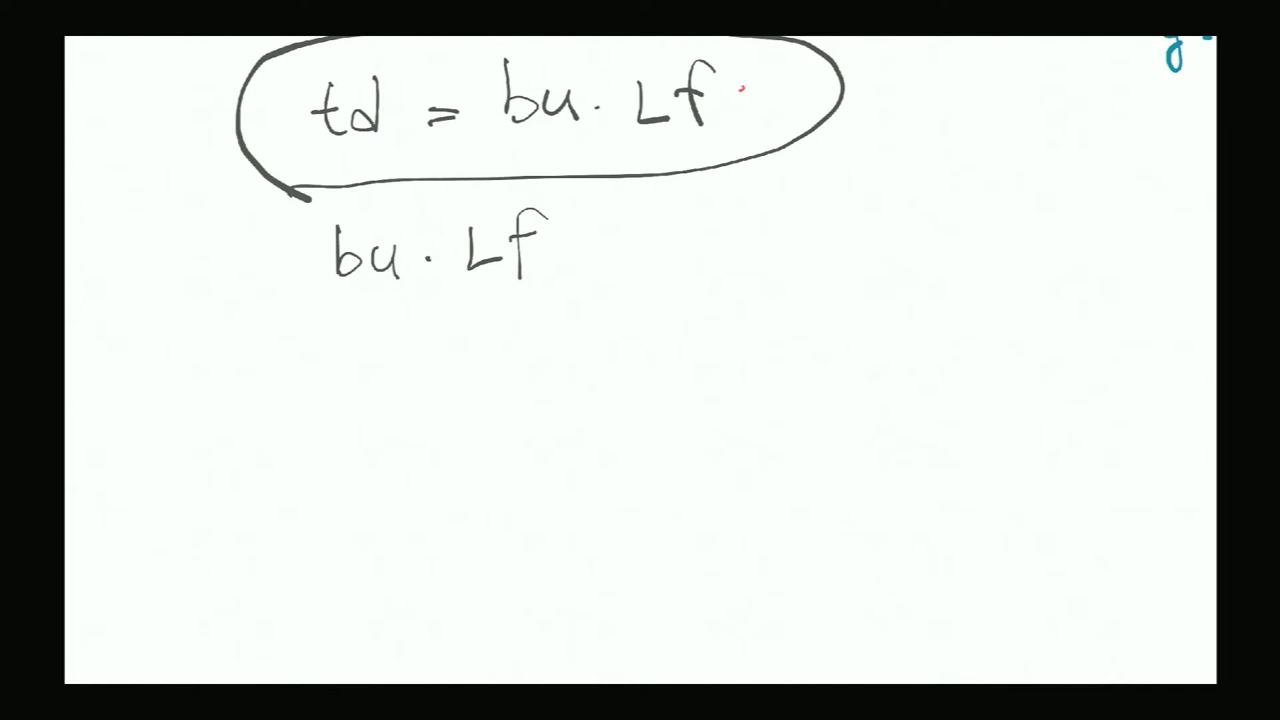 td = bu · Lf
bu · Lf